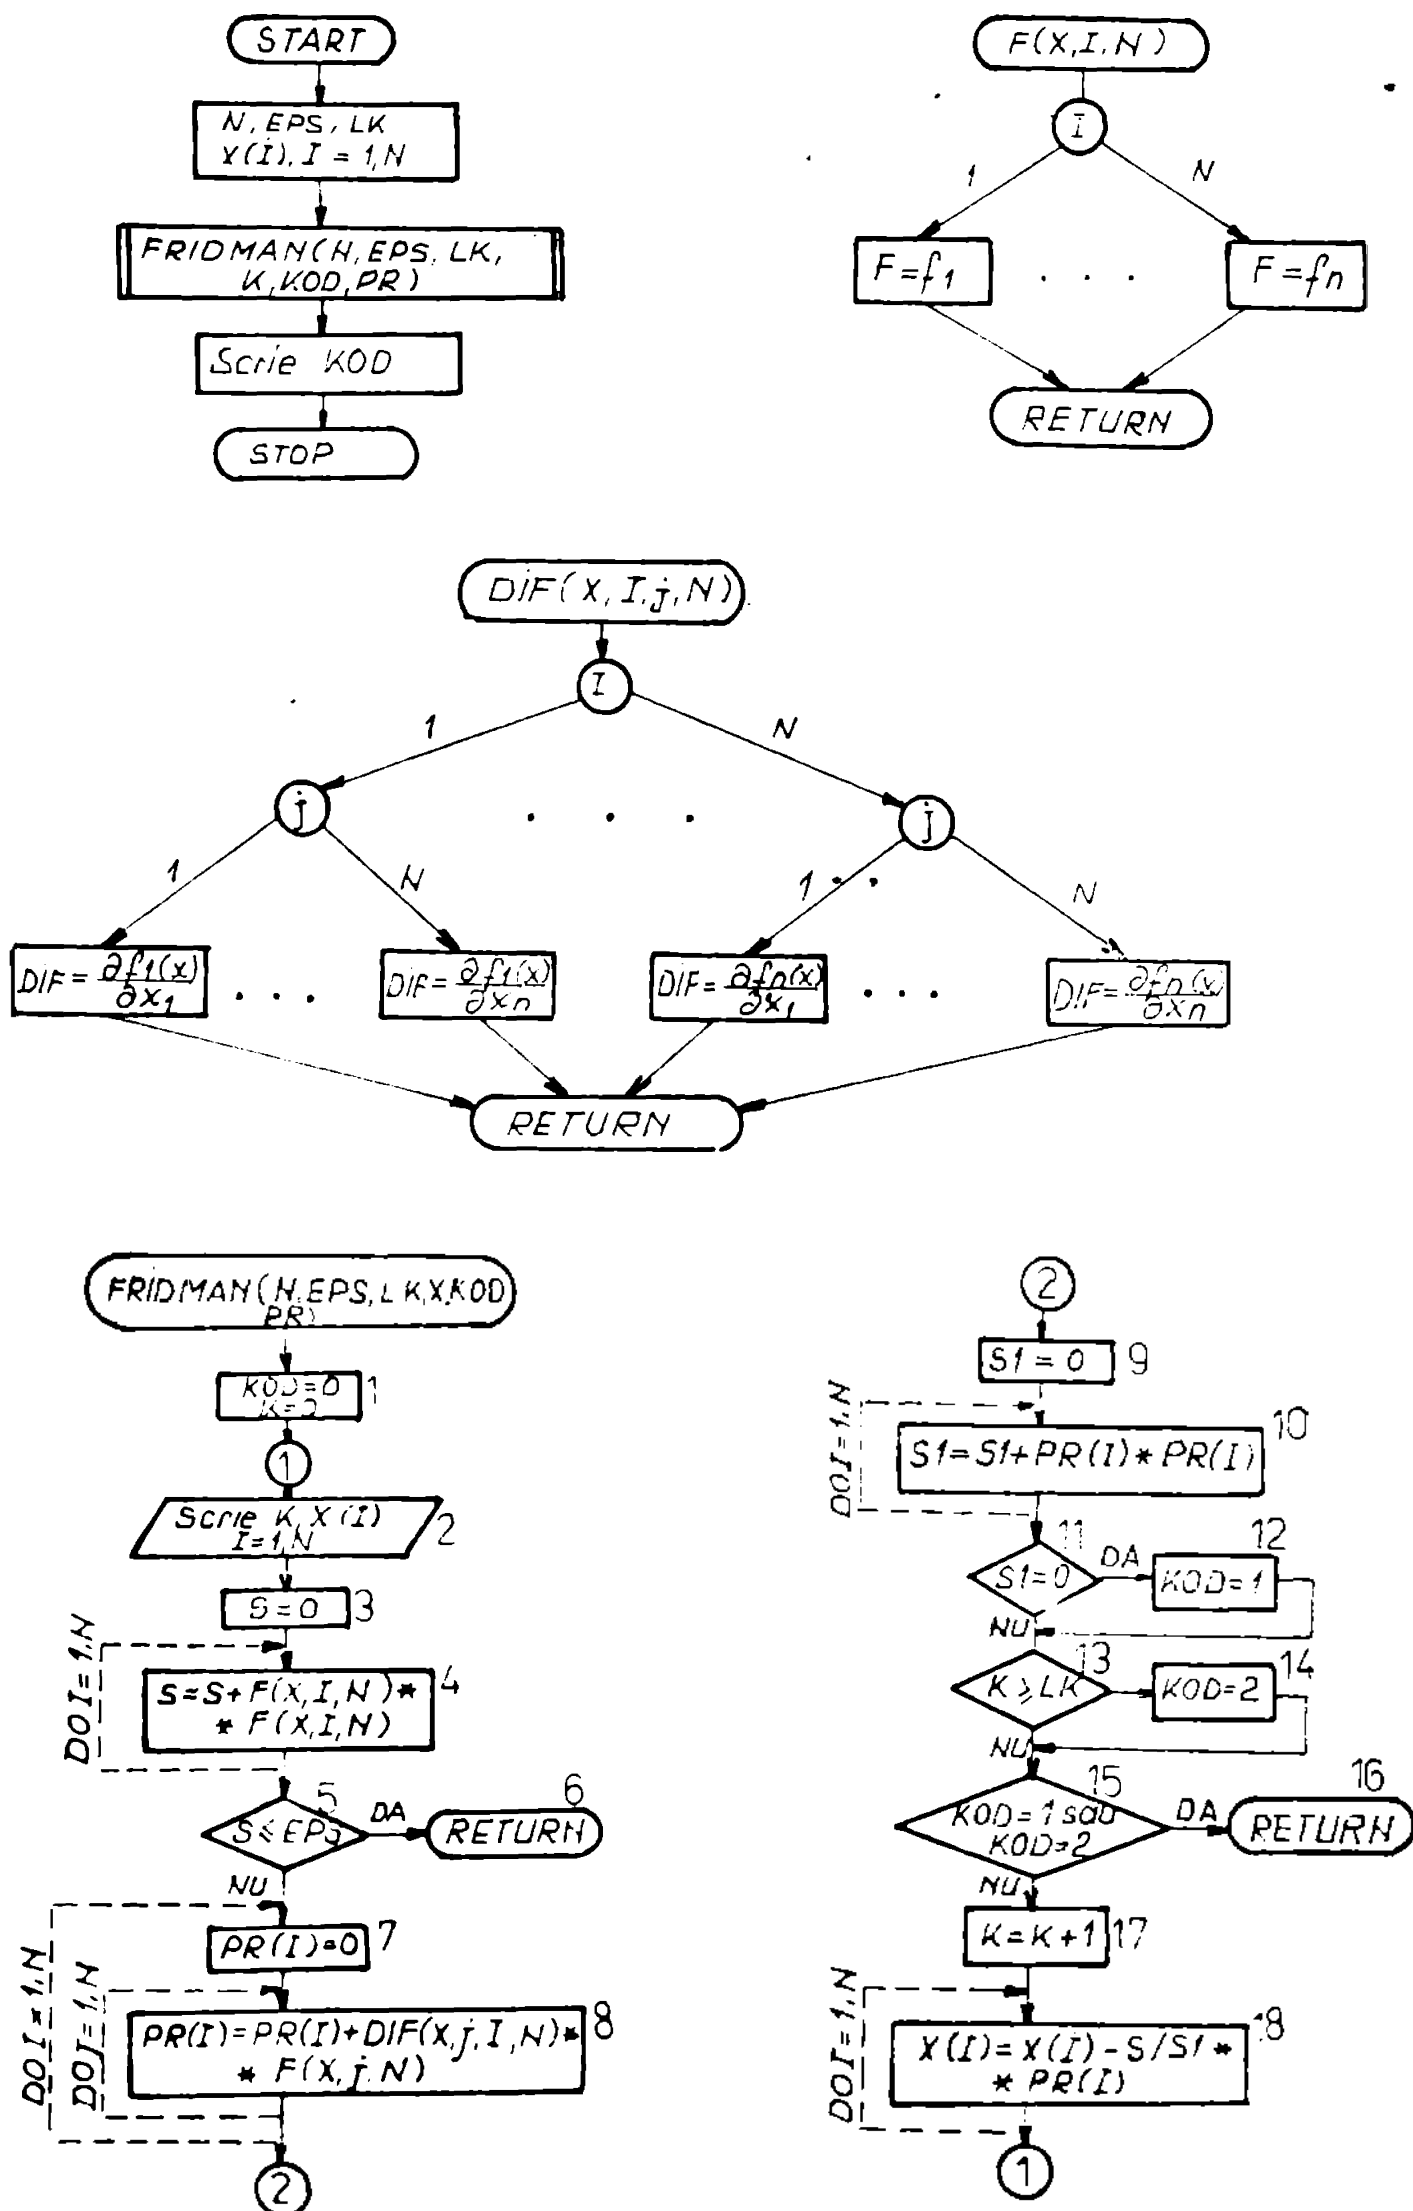 START
N, EPS, LK
X(I), I = 1,N
FRIDMAN(N, EPS, LK,
K, KOD, PR)
Scrie KOD
STOP
F(X, I, N)
I
1
N
F=f1
. . .
F=fn
RETURN
DIF(X, I, j, N)
I
1
N
j
. . .
j
1
N
1
N
DIF=∂f1(x)/∂x1
. . .
DIF=∂f1(x)/∂xn
DIF=∂fn(x)/∂x1
. . .
DIF=∂fn(x)/∂xn
RETURN
FRIDMAN(N, EPS, LK, X, KOD
PR)
KOD=0
K=0
1
1
Scrie K, X(I)
I=1,N
2
S=0
3
DO I=1,N
S=S+F(X,I,N)*
* F(X,I,N)
4
S≤EPS
5
DA
RETURN
6
NU
DO I=1,N
PR(I)=0
7
DO J=1,N
PR(I)=PR(I)+DIF(X,j,I,N)*
* F(X,j,N)
8
2
2
S1=0
9
DO I=1,N
S1=S1+PR(I)*PR(I)
10
S1=0
11
DA
KOD=1
12
NU
K≥LK
13
KOD=2
14
NU
KOD=1 sau
KOD=2
15
DA
RETURN
16
NU
K=K+1
17
DO I=1,N
X(I)=X(I)-S/S1*
* PR(I)
18
1